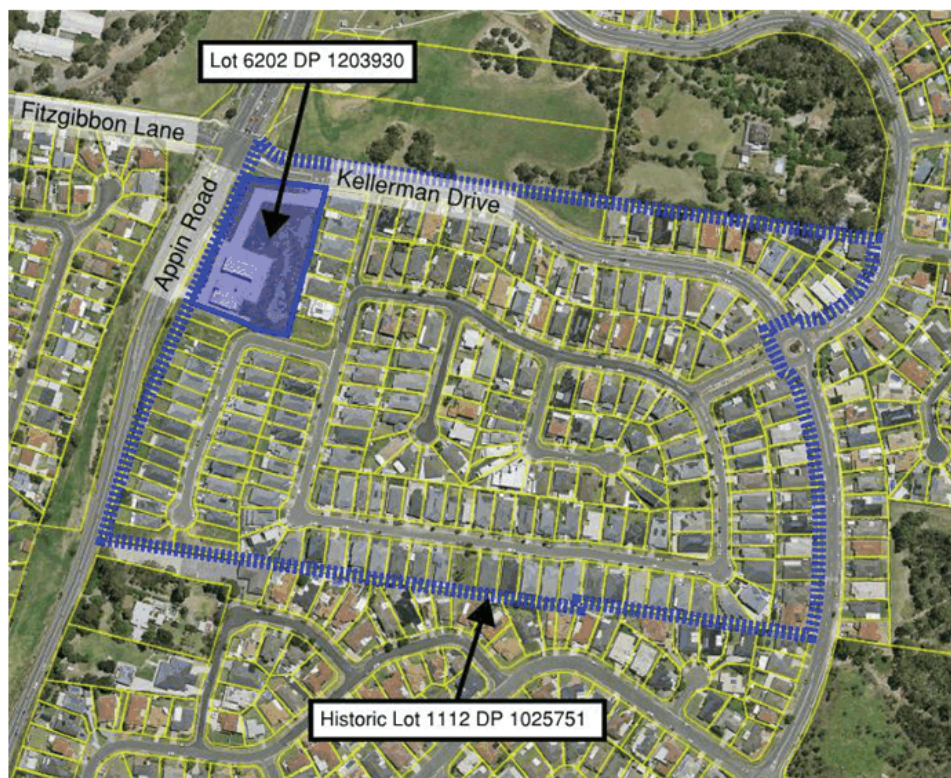 Lot 6202 DP 1203930
Fitzgibbon Lane
Kellerman Drive
Appin Road
Historic Lot 1112 DP 1025751